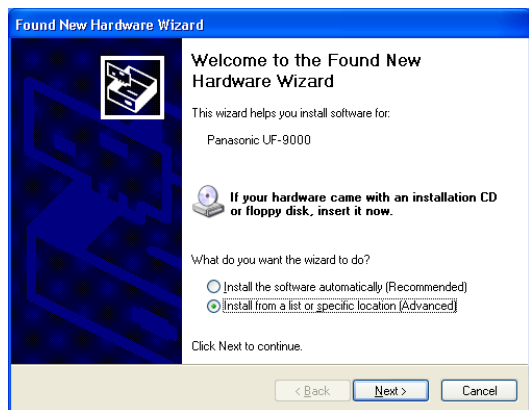 Found New Hardware Wizard
Welcome to the Found New
Hardware Wizard
This wizard helps you install software for:
Panasonic UF-9000
If your hardware came with an installation CD
or floppy disk, insert it now.
What do you want the wizard to do?
Install the software automatically (Recommended)
Install from a list or specific location (Advanced)
Click Next to continue.
< Back Next > Cancel